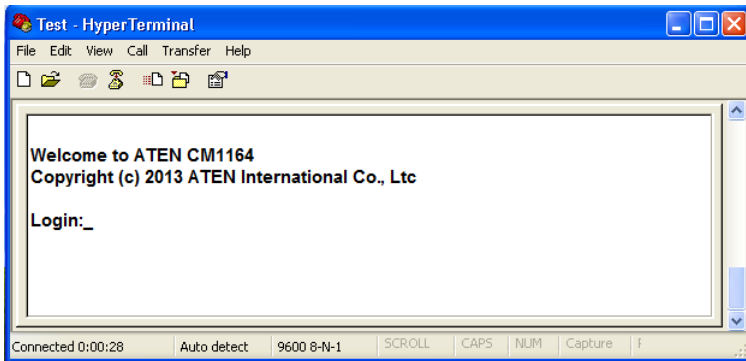 Test - HyperTerminal
File Edit View Call Transfer Help
Welcome to ATEN CM1164
Copyright (c) 2013 ATEN International Co., Ltc
Login:_
Connected 0:00:28 Auto detect 9600 8-N-1 SCROLL CAPS NUM Capture